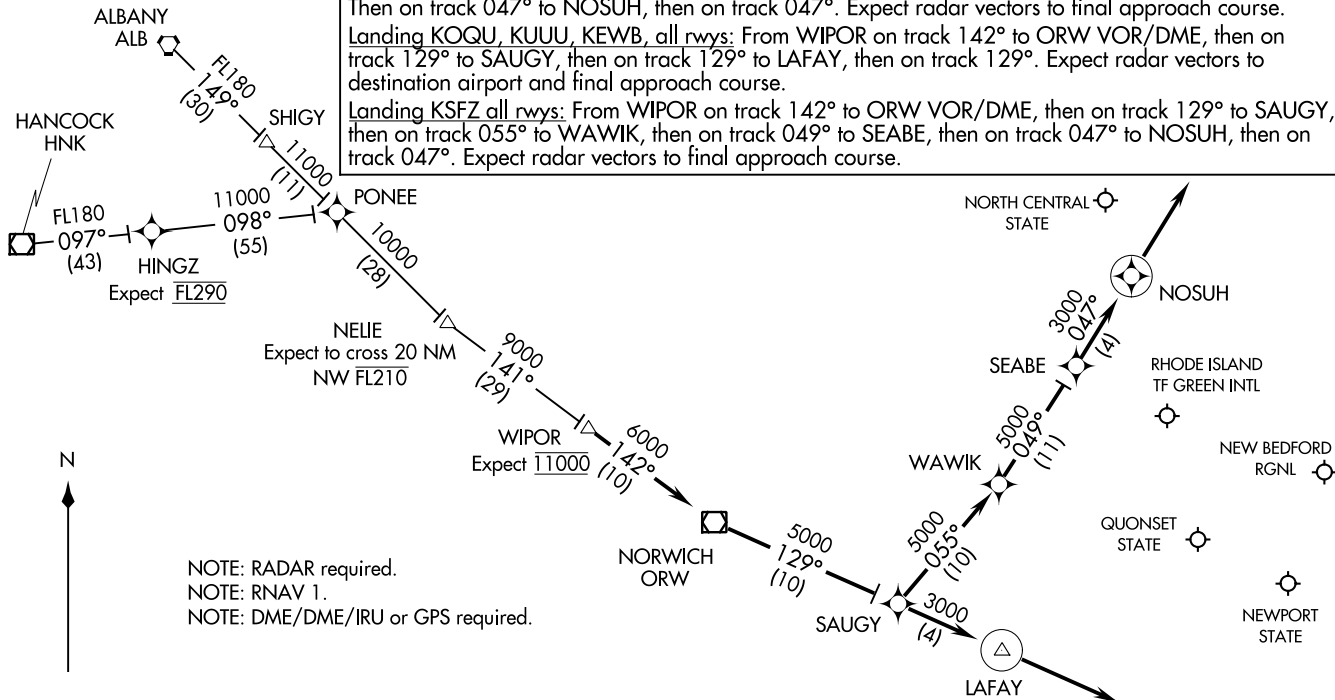 Then on track 047° to NOSUH, then on track 047°. Expect radar vectors to final approach course.
Landing KOQU, KUUU, KEWB, all rwys: From WIPOR on track 142° to ORW VOR/DME, then on
track 129° to SAUGY, then on track 129° to LAFAY, then on track 129°. Expect radar vectors to
destination airport and final approach course.
Landing KSFZ all rwys: From WIPOR on track 142° to ORW VOR/DME, then on track 129° to SAUGY,
then on track 055° to WAWIK, then on track 049° to SEABE, then on track 047° to NOSUH, then on
track 047°. Expect radar vectors to final approach course.
ALBANY
ALB
FL180
149°
(30)
SHIGY
11000
(11)
HANCOCK
HNK
FL180
097°
(43)
HINGZ
Expect FL290
11000
098°
(55)
PONEE
10000
(28)
NELIE
Expect to cross 20 NM
NW FL210
9000
141°
(29)
WIPOR
Expect 11000
6000
142°
(10)
NORWICH
ORW
5000
129°
(10)
SAUGY
3000
(4)
LAFAY
5000
055°
(10)
WAWIK
5000
049°
(11)
SEABE
3000
047°
(4)
NOSUH
NORTH CENTRAL
STATE
RHODE ISLAND
TF GREEN INTL
NEW BEDFORD
RGNL
QUONSET
STATE
NEWPORT
STATE
N
NOTE: RADAR required.
NOTE: RNAV 1.
NOTE: DME/DME/IRU or GPS required.